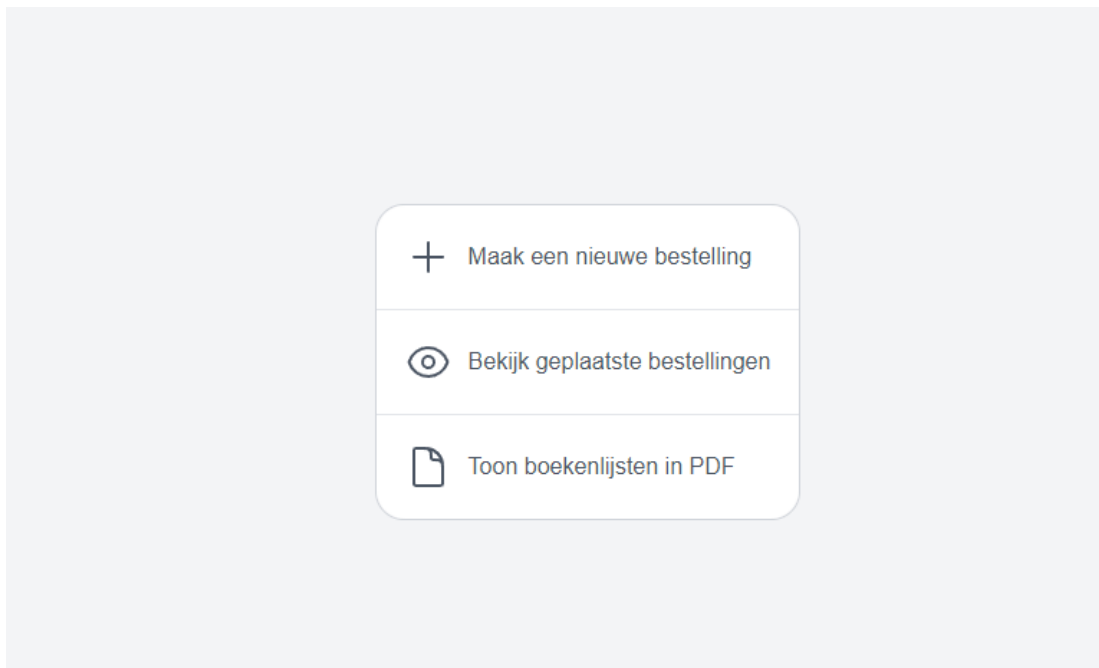 Maak een nieuwe bestelling
Bekijk geplaatste bestellingen
Toon boekenlijsten in PDF